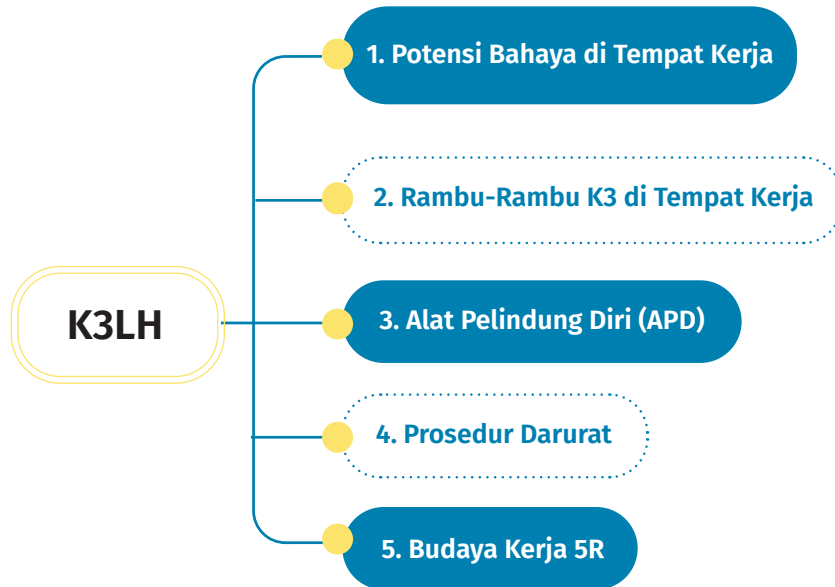 1. Potensi Bahaya di Tempat Kerja
2. Rambu-Rambu K3 di Tempat Kerja
K3LH
3. Alat Pelindung Diri (APD)
4. Prosedur Darurat
5. Budaya Kerja 5R